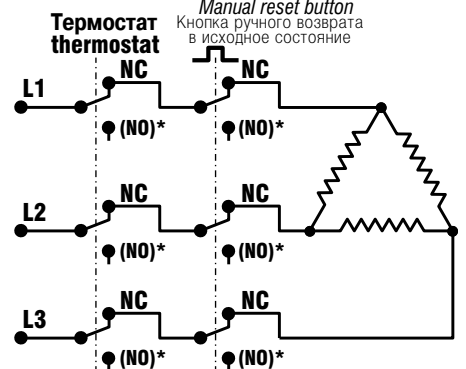 Manual reset button
Термостат Кнопка ручного возврата
thermostat в исходное состояние
NC NC
L1
(NO)* (NO)*
NC NC
L2
(NO)* (NO)*
NC NC
L3
(NO)* (NO)*